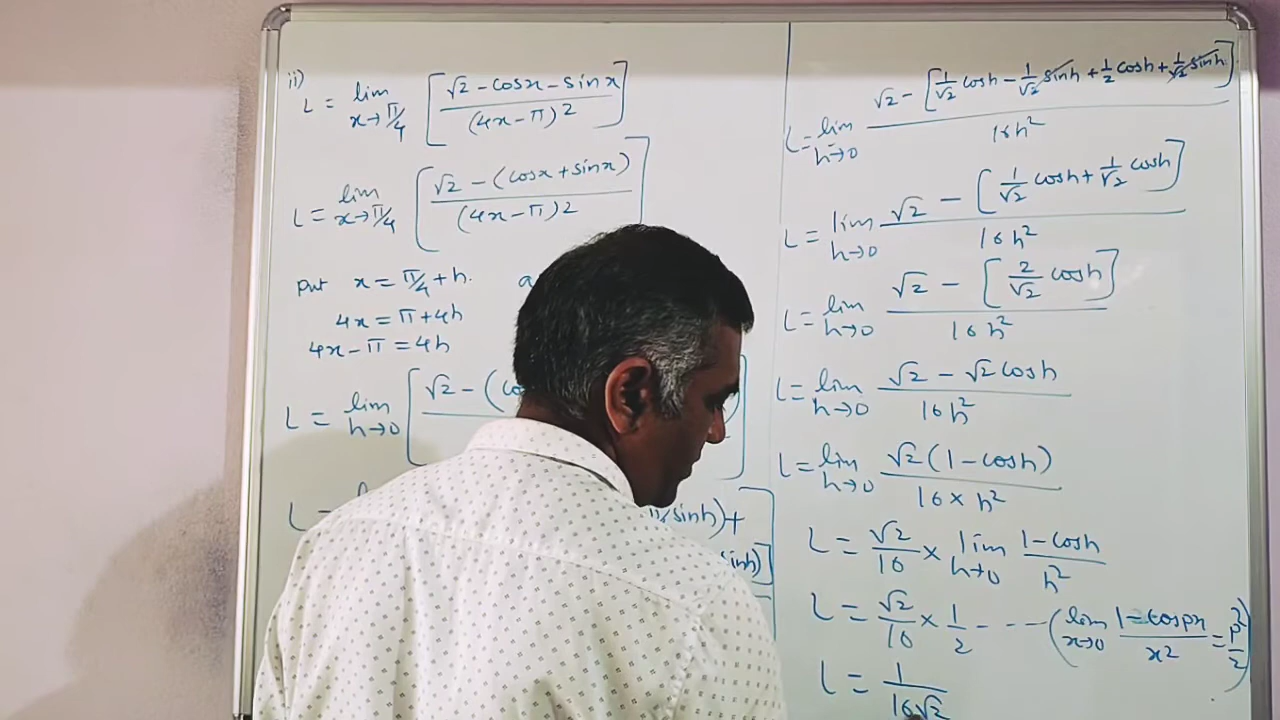 ii)
L = lim x→π/4 [ (√2 - cosx - sinx) / (4x - π)² ]
L = lim x→π/4 [ (√2 - (cosx + sinx)) / (4x - π)² ]
put x = π/4 + h.
4x = π + 4h
4x - π = 4h
L = lim h→0 [ √2 - (co
L =
sinh) +
sinh) ]
L = lim h→0 (√2 - [1/√2 cosh - 1/√2 sinh + 1/2 cosh + 1/√2 sinh]) / 16h²
L = lim h→0 (√2 - [1/√2 cosh + 1/√2 cosh]) / 16h²
L = lim h→0 (√2 - [2/√2 cosh]) / 16h²
L = lim h→0 (√2 - √2 cosh) / 16h²
L = lim h→0 √2(1 - cosh) / 16 × h²
L = √2/16 × lim h→0 (1 - cosh) / h²
L = √2/16 × 1/2 - - - - (lim x→0 (1 - cospx) / x² = p²/2)
L = 1 / 16√2